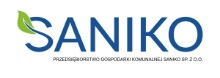 SANIKO
PRZEDSIĘBIORSTWO GOSPODARKI KOMUNALNEJ SANIKO SP. Z O.O.